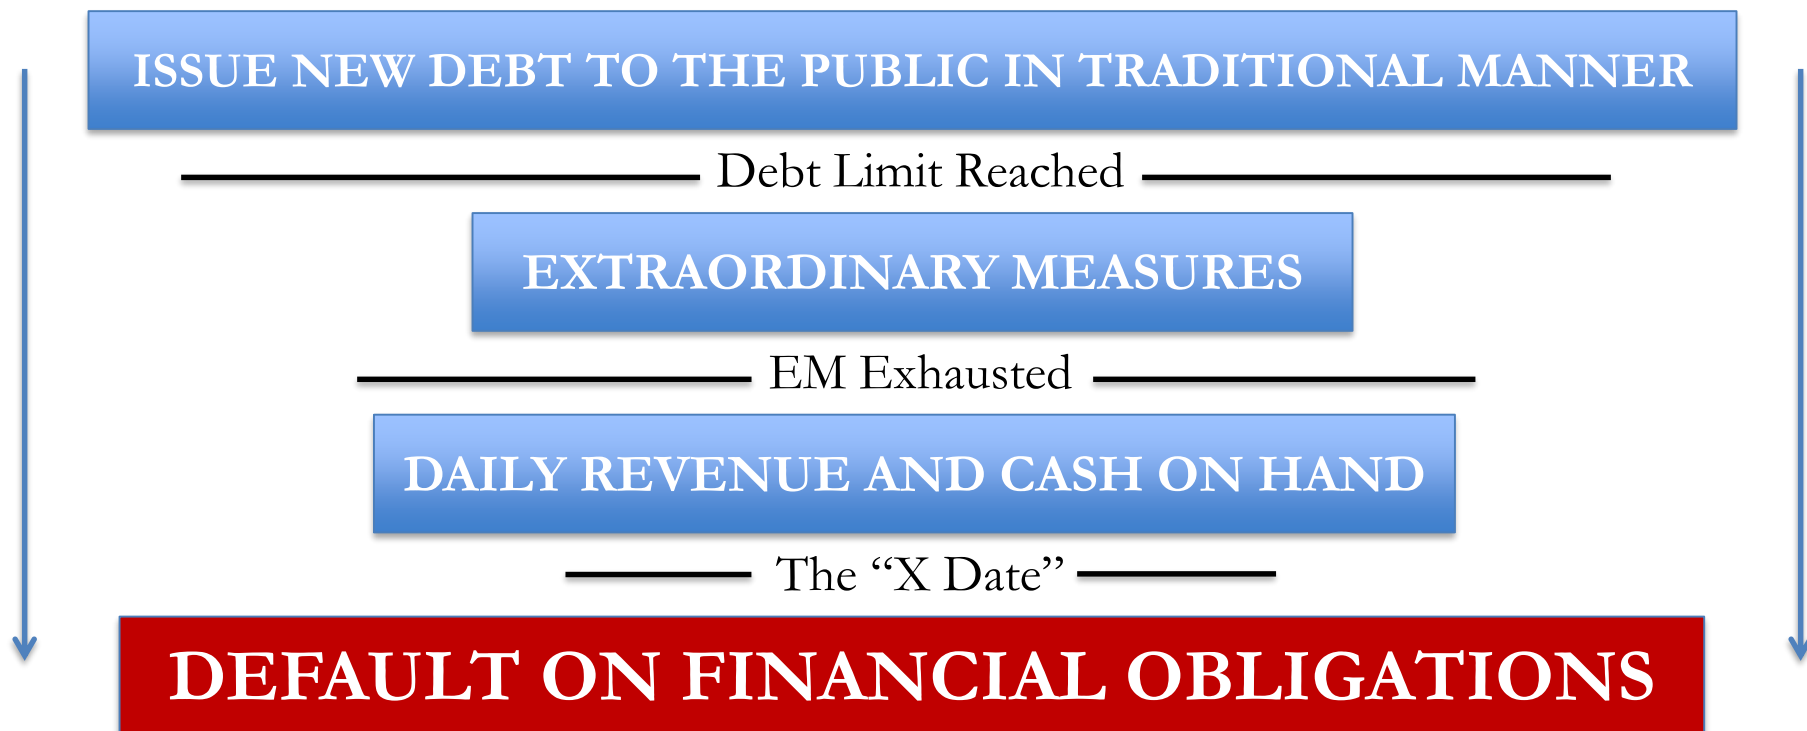 ISSUE NEW DEBT TO THE PUBLIC IN TRADITIONAL MANNER
Debt Limit Reached
EXTRAORDINARY MEASURES
EM Exhausted
DAILY REVENUE AND CASH ON HAND
The “X Date”
DEFAULT ON FINANCIAL OBLIGATIONS